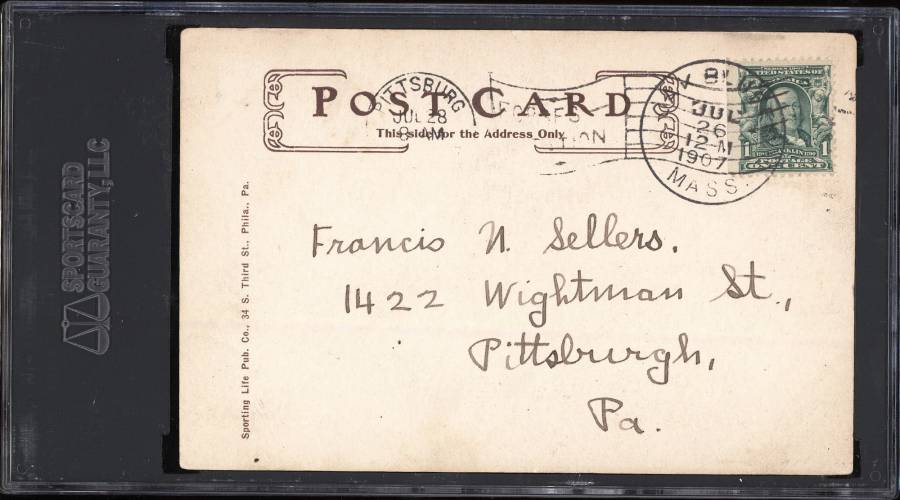 SPORTSCARD
GUARANTY, LLC
POST CARD
This side for the Address Only
PITTSBURG
JUL 28
JUL
26
12-M
1907
MASS.
UNITED STATES OF
FRANKLIN
1 1
POSTAGE
ONE CENT
Francis N. Sellers.
1422 Wightman St.,
Pittsburgh,
Pa.
Sporting Life Pub. Co., 34 S. Third St., Phila., Pa.